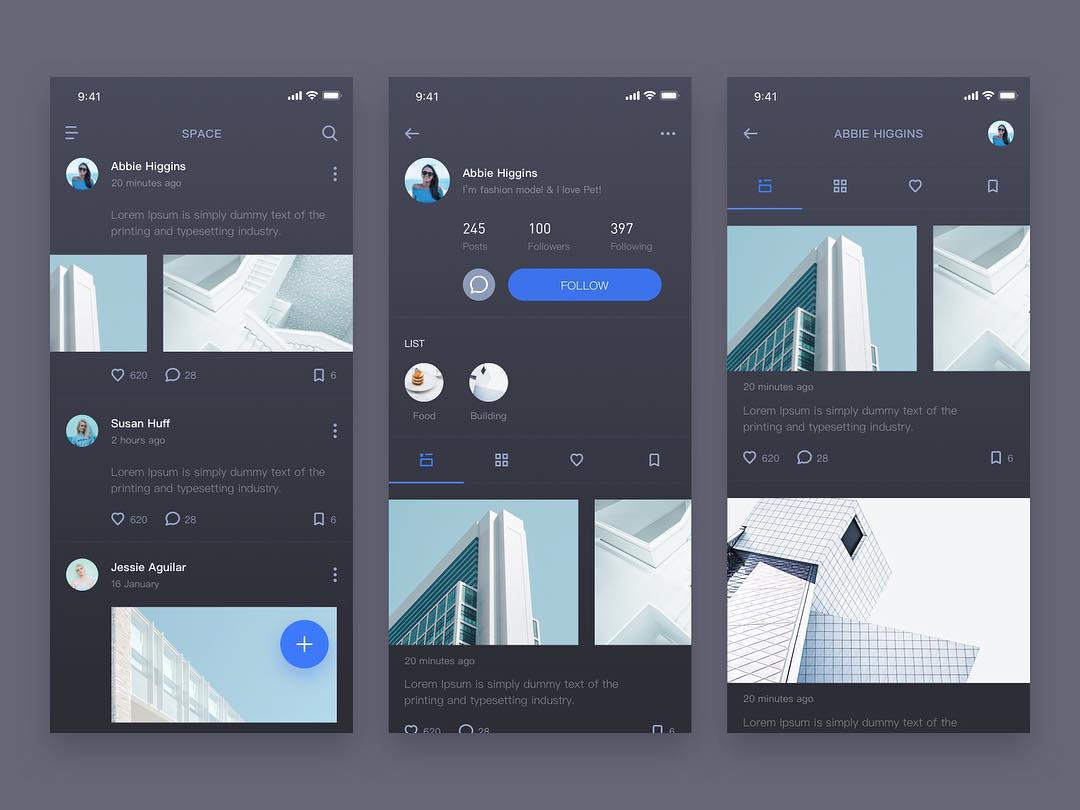 9:41
SPACE
Abbie Higgins
20 minutes ago
Lorem Ipsum is simply dummy text of the
printing and typesetting industry.
620 28 6
Susan Huff
2 hours ago
Lorem Ipsum is simply dummy text of the
printing and typesetting industry.
620 28 6
Jessie Aguilar
16 January
9:41
Abbie Higgins
I'm fashion model & I love Pet!
245 100 397
Posts Followers Following
FOLLOW
LIST
Food Building
20 minutes ago
Lorem Ipsum is simply dummy text of the
printing and typesetting industry.
620 28 6
9:41
ABBIE HIGGINS
20 minutes ago
Lorem Ipsum is simply dummy text of the
printing and typesetting industry.
620 28 6
20 minutes ago
Lorem Ipsum is simply dummy text of the